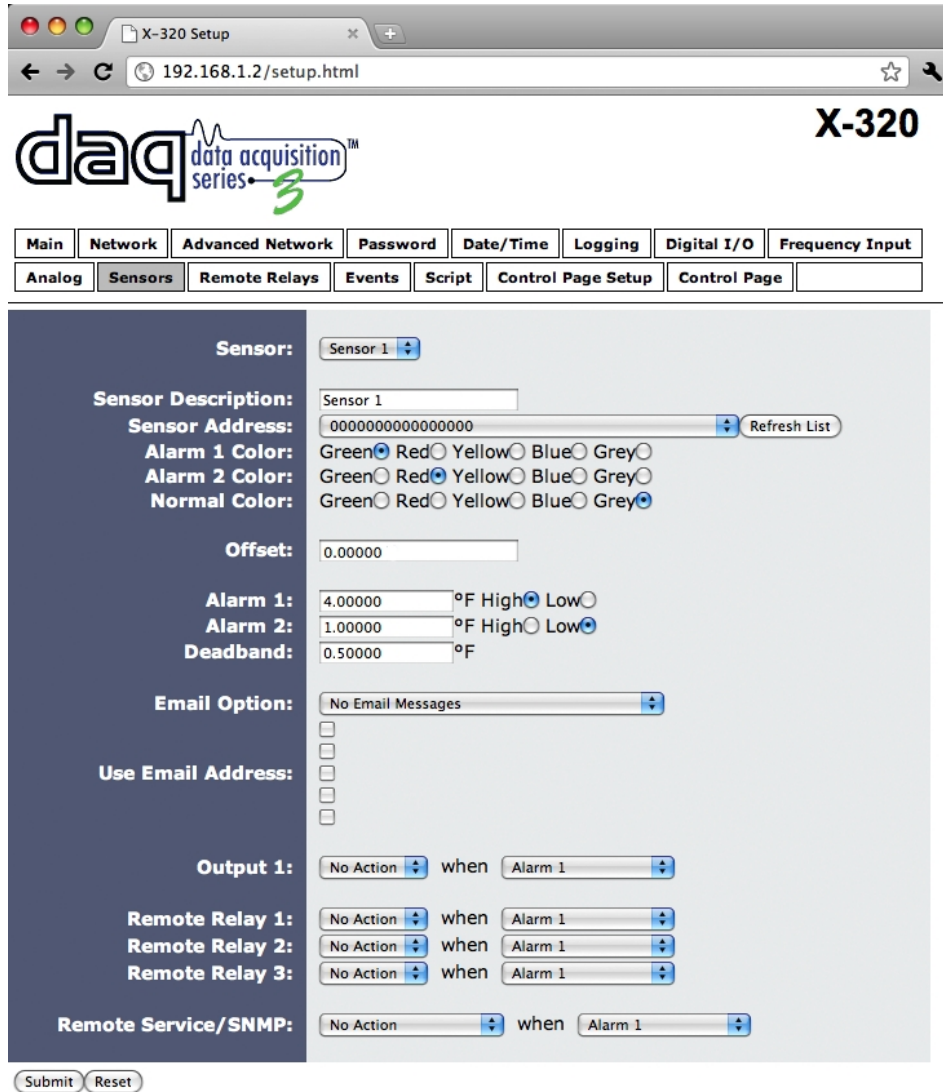 X-320 Setup
192.168.1.2/setup.html
X-320
daq data acquisition series 3 ™
Main Network Advanced Network Password Date/Time Logging Digital I/O Frequency Input
Analog Sensors Remote Relays Events Script Control Page Setup Control Page
Sensor: Sensor 1
Sensor Description: Sensor 1
Sensor Address: 0000000000000000 Refresh List
Alarm 1 Color: Green Red Yellow Blue Grey
Alarm 2 Color: Green Red Yellow Blue Grey
Normal Color: Green Red Yellow Blue Grey
Offset: 0.00000
Alarm 1: 4.00000 °F High Low
Alarm 2: 1.00000 °F High Low
Deadband: 0.50000 °F
Email Option: No Email Messages
Use Email Address:
Output 1: No Action when Alarm 1
Remote Relay 1: No Action when Alarm 1
Remote Relay 2: No Action when Alarm 1
Remote Relay 3: No Action when Alarm 1
Remote Service/SNMP: No Action when Alarm 1
Submit Reset